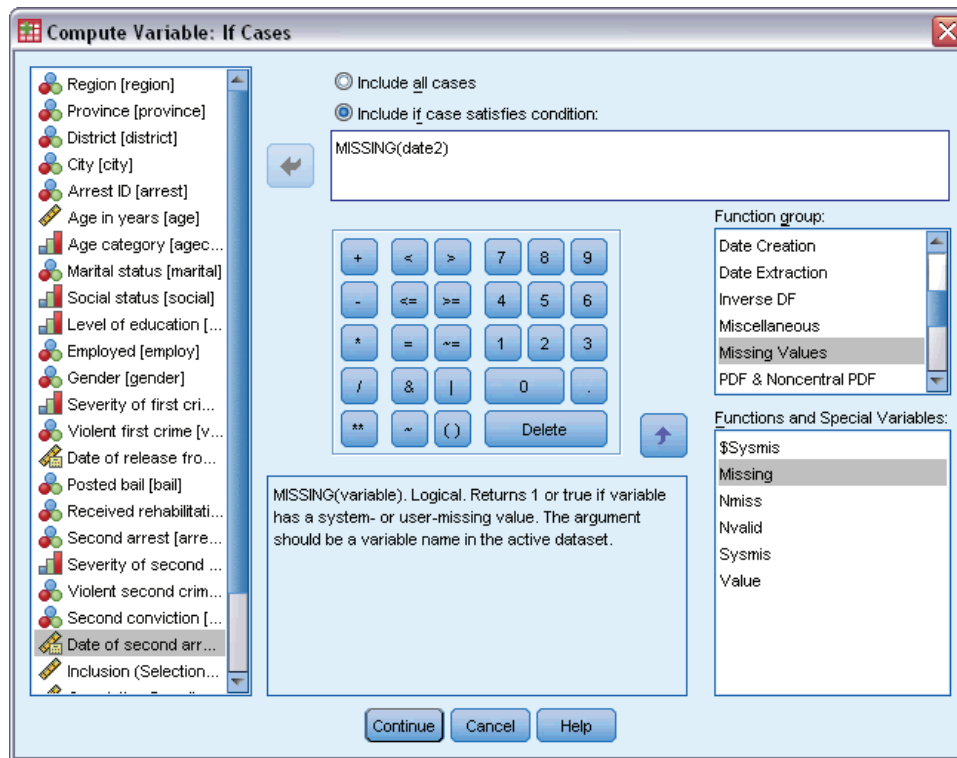 Compute Variable: If Cases
Region [region]
Province [province]
District [district]
City [city]
Arrest ID [arrest]
Age in years [age]
Age category [agec...
Marital status [marital]
Social status [social]
Level of education [...
Employed [employ]
Gender [gender]
Severity of first cri...
Violent first crime [v...
Date of release fro...
Posted bail [bail]
Received rehabilitati...
Second arrest [arre...
Severity of second ...
Violent second crim...
Second conviction [...
Date of second arr...
Inclusion (Selection...
Include all cases
Include if case satisfies condition:
MISSING(date2)
+ < > 7 8 9
- <= >= 4 5 6
* = ~= 1 2 3
/ & | 0 .
** ~ ( ) Delete
MISSING(variable). Logical. Returns 1 or true if variable
has a system- or user-missing value. The argument
should be a variable name in the active dataset.
Function group:
Date Creation
Date Extraction
Inverse DF
Miscellaneous
Missing Values
PDF & Noncentral PDF
Functions and Special Variables:
$Sysmis
Missing
Nmiss
Nvalid
Sysmis
Value
Continue Cancel Help